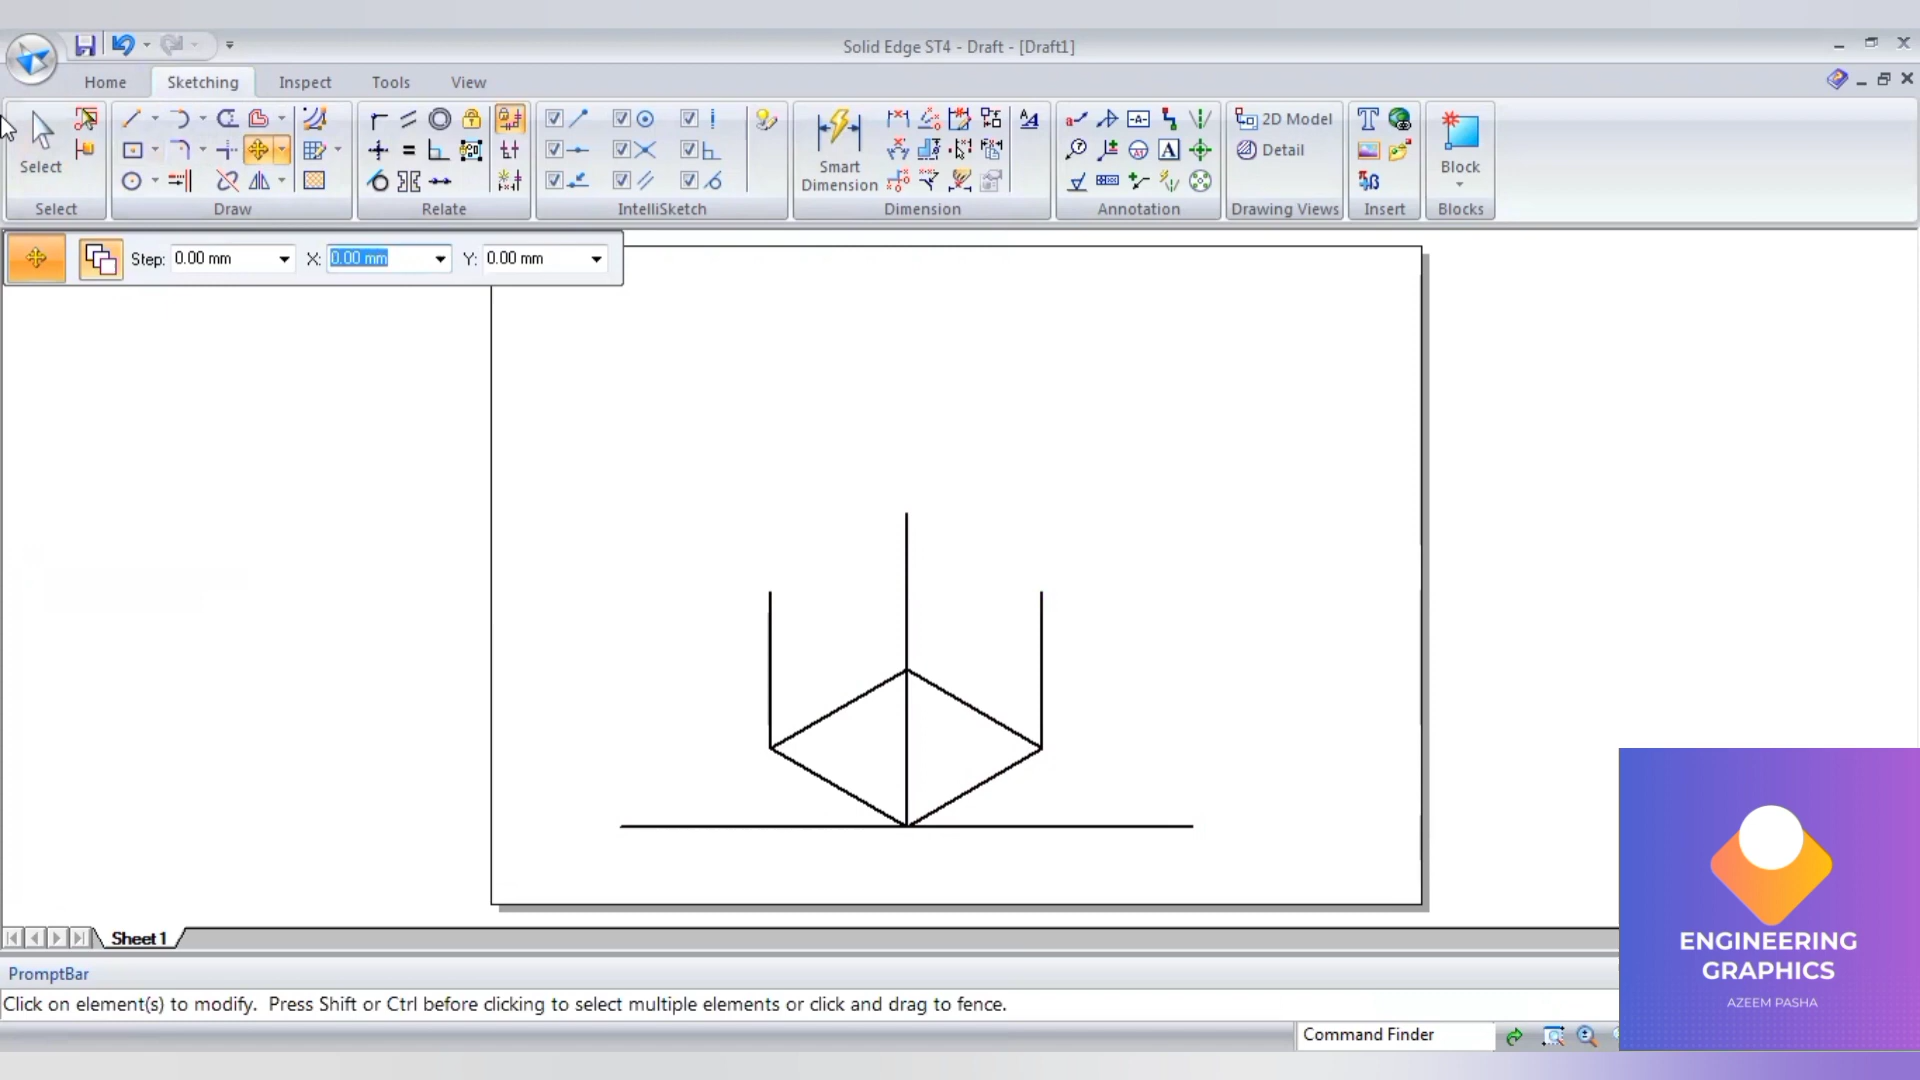 Solid Edge ST4 - Draft - [Draft1]
Home Sketching Inspect Tools View
Select
Smart Dimension
2D Model
Detail
Block
Select Draw Relate IntelliSketch Dimension Annotation Drawing Views Insert Blocks
Step: 0.00 mm X: 0.00 mm Y: 0.00 mm
Sheet1
PromptBar
Click on element(s) to modify.  Press Shift or Ctrl before clicking to select multiple elements or click and drag to fence.
Command Finder
ENGINEERING
GRAPHICS
AZEEM PASHA